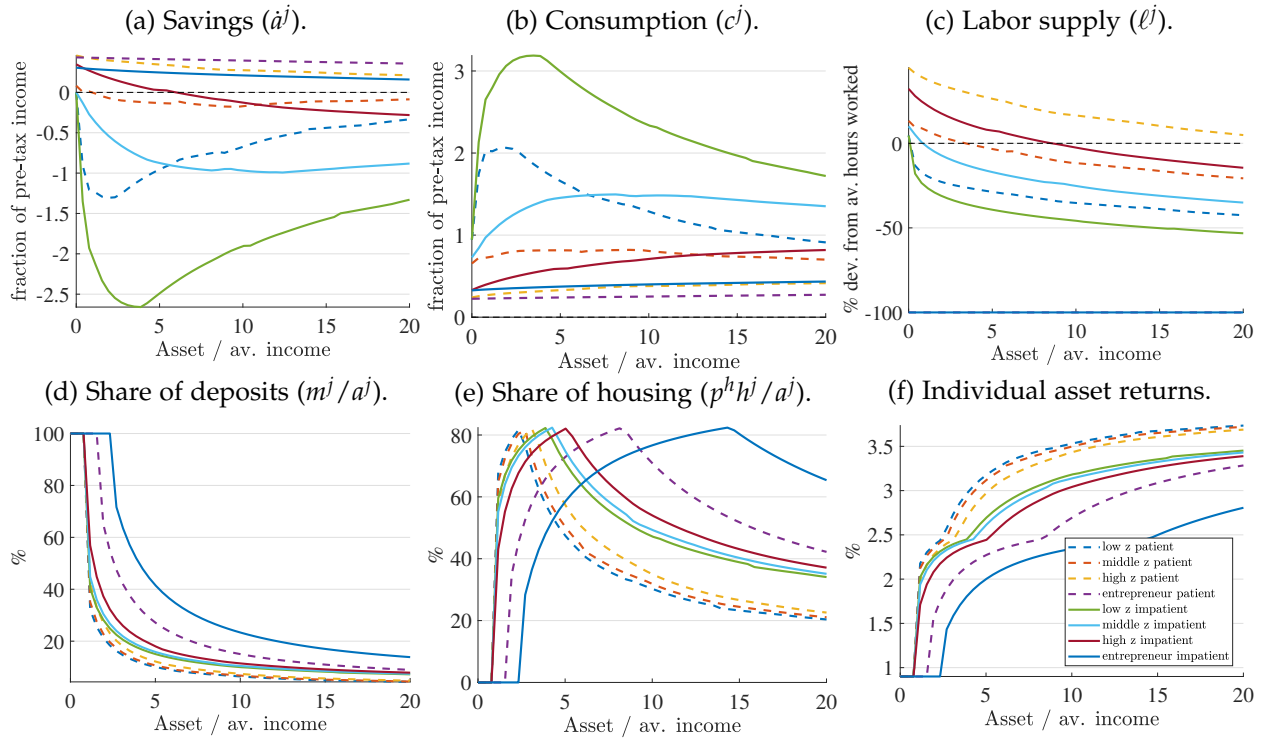 (a) Savings (ȧʲ).
(b) Consumption (cʲ).
(c) Labor supply (ℓʲ).
fraction of pre-tax income
0
-0.5
-1
-1.5
-2
-2.5
0
5
10
15
20
Asset / av. income
fraction of pre-tax income
3
2
1
0
0
5
10
15
20
Asset / av. income
% dev. from av. hours worked
0
-50
-100
0
5
10
15
20
Asset / av. income
(d) Share of deposits (mʲ/aʲ).
(e) Share of housing (pʰhʲ/aʲ).
(f) Individual asset returns.
%
100
80
60
40
20
0
5
10
15
20
Asset / av. income
%
80
60
40
20
0
0
5
10
15
20
Asset / av. income
%
3.5
3
2.5
2
1.5
1
0
5
10
15
20
Asset / av. income
low z patient
middle z patient
high z patient
entrepreneur patient
low z impatient
middle z impatient
high z impatient
entrepreneur impatient